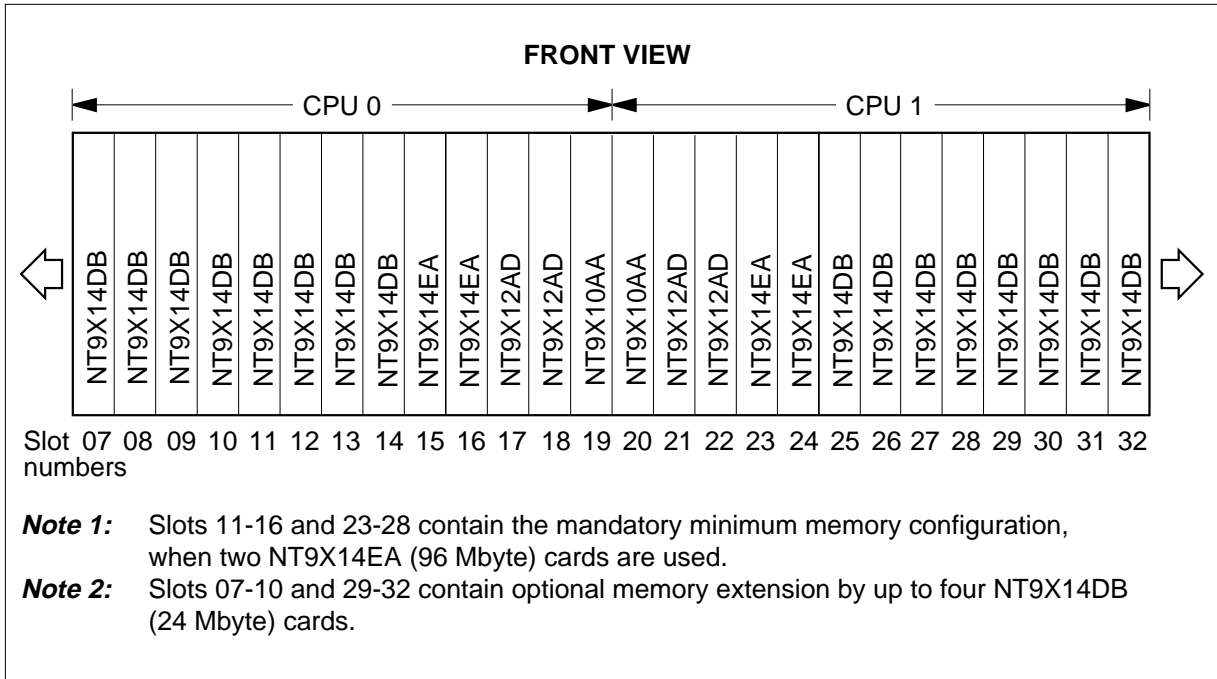 FRONT VIEW
CPU 0
CPU 1
NT9X14DB
NT9X14DB
NT9X14DB
NT9X14DB
NT9X14DB
NT9X14DB
NT9X14DB
NT9X14DB
NT9X14EA
NT9X14EA
NT9X12AD
NT9X12AD
NT9X10AA
NT9X10AA
NT9X12AD
NT9X12AD
NT9X14EA
NT9X14EA
NT9X14DB
NT9X14DB
NT9X14DB
NT9X14DB
NT9X14DB
NT9X14DB
NT9X14DB
NT9X14DB
Slot 07 08 09 10 11 12 13 14 15 16 17 18 19 20 21 22 23 24 25 26 27 28 29 30 31 32
numbers
Note 1: Slots 11-16 and 23-28 contain the mandatory minimum memory configuration,
when two NT9X14EA (96 Mbyte) cards are used.
Note 2: Slots 07-10 and 29-32 contain optional memory extension by up to four NT9X14DB
(24 Mbyte) cards.